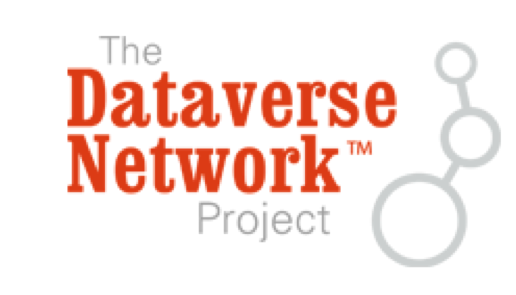 The
Dataverse
Network™
Project